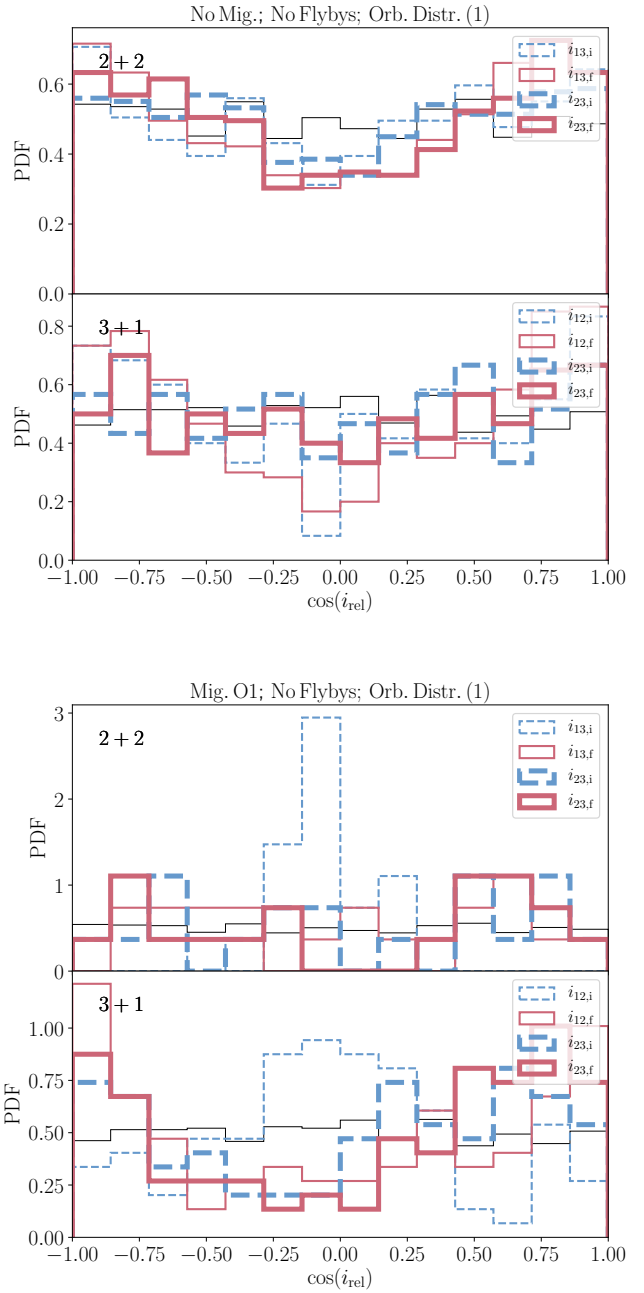 No Mig.; No Flybys; Orb. Distr. (1)
2 + 2
i13,i
i13,f
i23,i
i23,f
0.6
0.4
0.2
0.0
PDF
3 + 1
i12,i
i12,f
i23,i
i23,f
0.8
0.6
0.4
0.2
0.0
PDF
−1.00 −0.75 −0.50 −0.25 0.00 0.25 0.50 0.75 1.00
cos(irel)
Mig. O1; No Flybys; Orb. Distr. (1)
2 + 2
i13,i
i13,f
i23,i
i23,f
3
2
1
0
PDF
3 + 1
i12,i
i12,f
i23,i
i23,f
1.00
0.75
0.50
0.25
0.00
PDF
−1.00 −0.75 −0.50 −0.25 0.00 0.25 0.50 0.75 1.00
cos(irel)